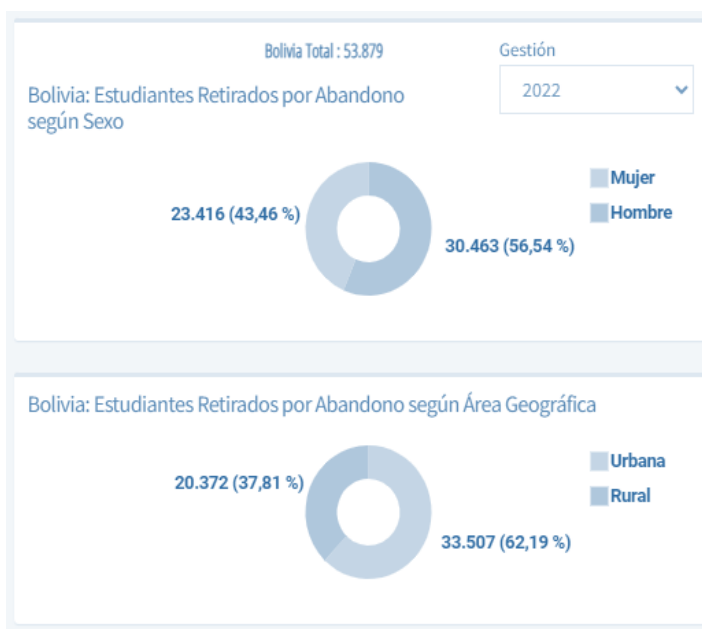 Bolivia Total : 53.879
Gestión
2022
Bolivia: Estudiantes Retirados por Abandono
según Sexo
Mujer
Hombre
23.416 (43,46 %)
30.463 (56,54 %)
Bolivia: Estudiantes Retirados por Abandono según Área Geográfica
Urbana
Rural
20.372 (37,81 %)
33.507 (62,19 %)